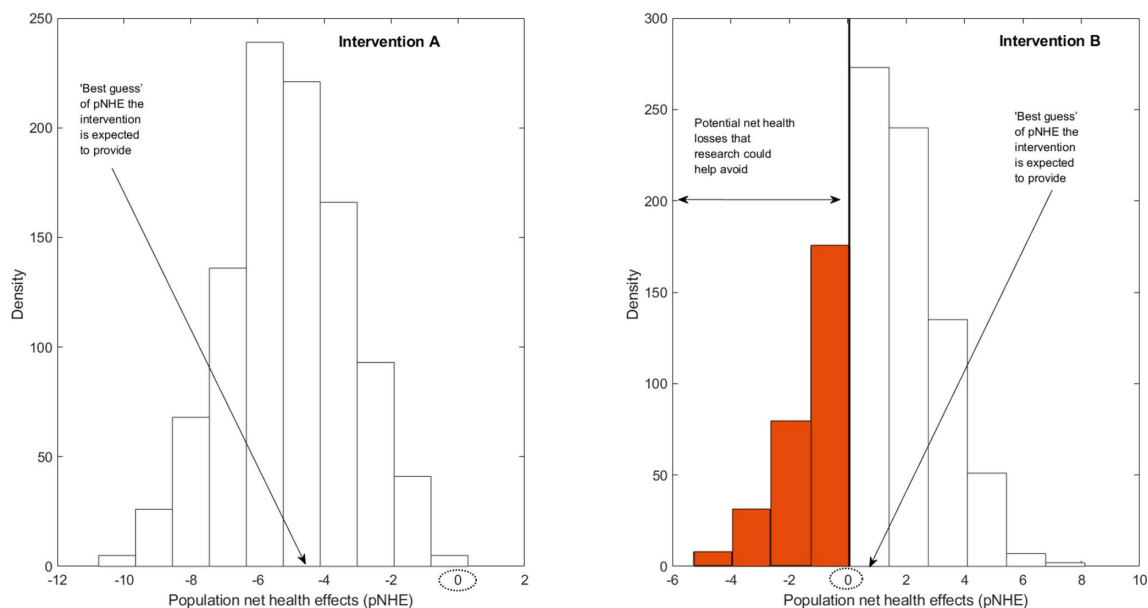 Intervention A
'Best guess'
of pNHE the
intervention
is expected
to provide
Density
250
200
150
100
50
0
-12 -10 -8 -6 -4 -2 0 2
Population net health effects (pNHE)
Intervention B
Potential net health
losses that
research could
help avoid
'Best guess'
of pNHE the
intervention
is expected
to provide
Density
300
250
200
150
100
50
0
-6 -4 -2 0 2 4 6 8 10
Population net health effects (pNHE)